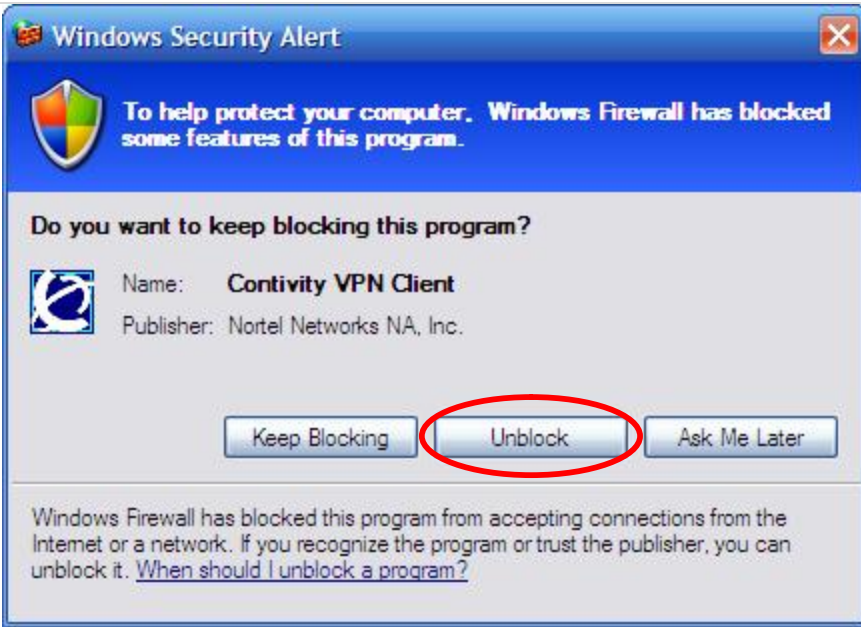 Windows Security Alert
To help protect your computer, Windows Firewall has blocked
some features of this program.
Do you want to keep blocking this program?
Name: Contivity VPN Client
Publisher: Nortel Networks NA, Inc.
Keep Blocking Unblock Ask Me Later
Windows Firewall has blocked this program from accepting connections from the
Internet or a network. If you recognize the program or trust the publisher, you can
unblock it. When should I unblock a program?